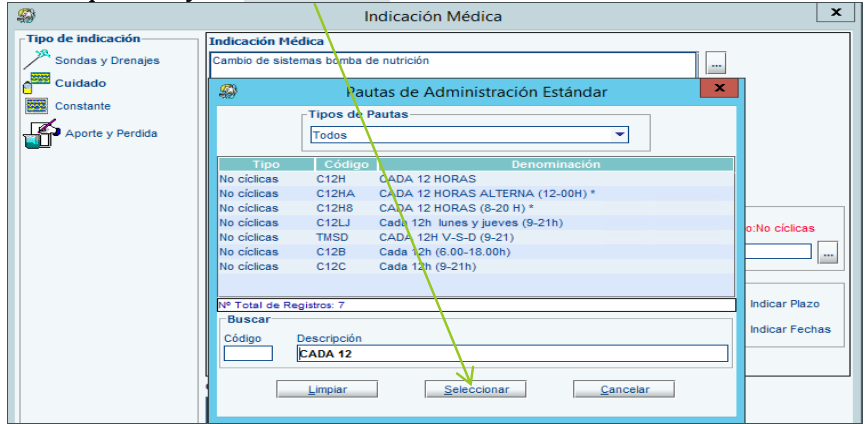 Indicación Médica
x
Tipo de indicación
Sondas y Drenajes
Cuidado
Constante
Aporte y Perdida
Indicación Médica
Cambio de sistemas bomba de nutrición
...
Pautas de Administración Estándar
x
Tipos de Pautas
Todos
Tipo Código Denominación
No cíclicas C12H CADA 12 HORAS
No cíclicas C12HA CADA 12 HORAS ALTERNA (12-00H) *
No cíclicas C12H8 CADA 12 HORAS (8-20 H) *
No cíclicas C12LJ Cada 12h lunes y jueves (9-21h)
No cíclicas TMSD CADA 12H V-S-D (9-21)
No cíclicas C12B Cada 12h (6.00-18.00h)
No cíclicas C12C Cada 12h (9-21h)
Nº Total de Registros: 7
Buscar
Código Descripción
CADA 12
Limpiar Seleccionar Cancelar
o:No cíclicas
...
Indicar Plazo
Indicar Fechas